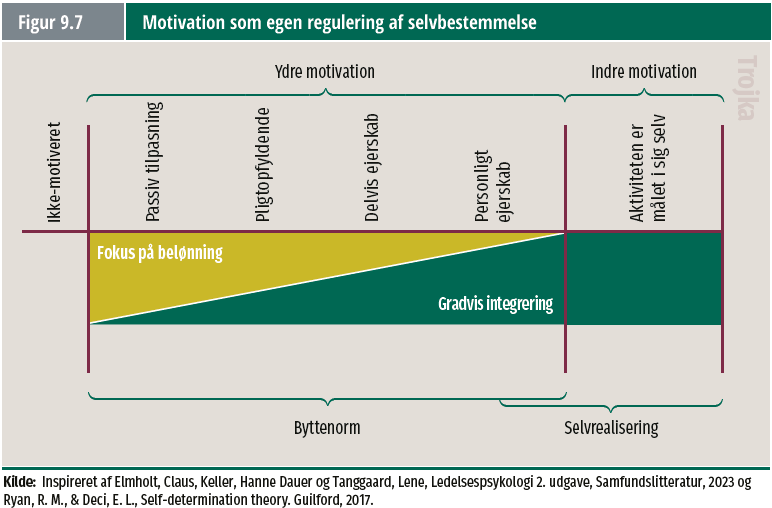 Figur 9.7
Motivation som egen regulering af selvbestemmelse
Trojka
Ydre motivation
Indre motivation
Ikke-motiveret
Passiv tilpasning
Pligtopfyldende
Delvis ejerskab
Personligt
ejerskab
Aktiviteten er
målet i sig selv
Fokus på belønning
Gradvis integrering
Byttenorm
Selvrealisering
Kilde: Inspireret af Elmholt, Claus, Keller, Hanne Dauer og Tanggaard, Lene, Ledelsespsykologi 2. udgave, Samfundslitteratur, 2023 og
Ryan, R. M., & Deci, E. L., Self-determination theory. Guilford, 2017.